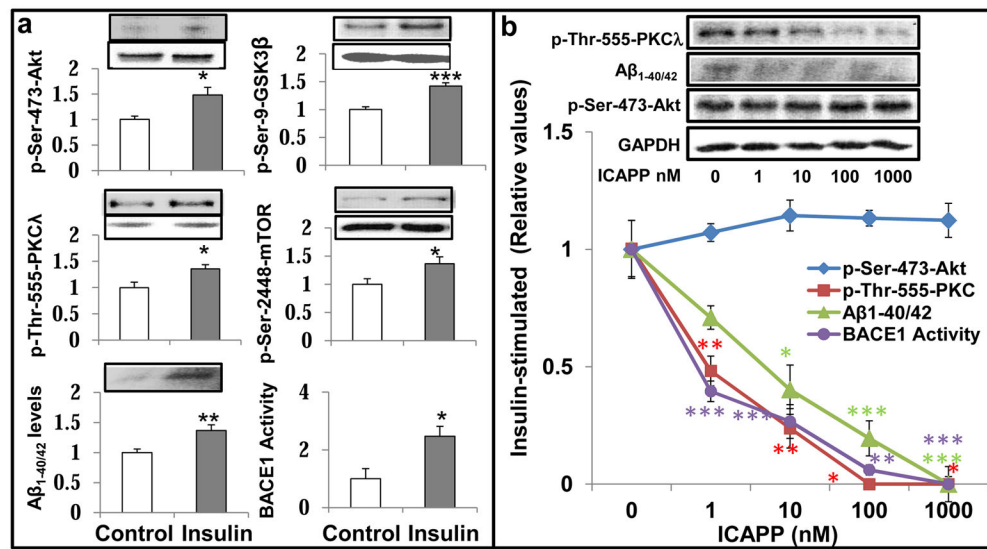 a
p-Ser-473-Akt
2
1.5
1
0.5
*
p-Ser-9-GSK3β
2
1.5
1
0.5
0
***
p-Thr-555-PKCλ
2
1.5
1
0.5
0
*
p-Ser-2448-mTOR
2
1.5
1
0.5
0
*
Aβ1-40/42 levels
2
1.5
1
0.5
0
**
BACE1 Activity
4
2
0
*
Control Insulin
Control Insulin
b
p-Thr-555-PKCλ
Aβ1-40/42
p-Ser-473-Akt
GAPDH
ICAPP nM 0 1 10 100 1000
Insulin-stimulated (Relative values)
1.5
1
0.5
0
p-Ser-473-Akt
p-Thr-555-PKC
Aβ1-40/42
BACE1 Activity
**
*
*** ***
***
***
** ** ***
* *
0 1 10 100 1000
ICAPP (nM)